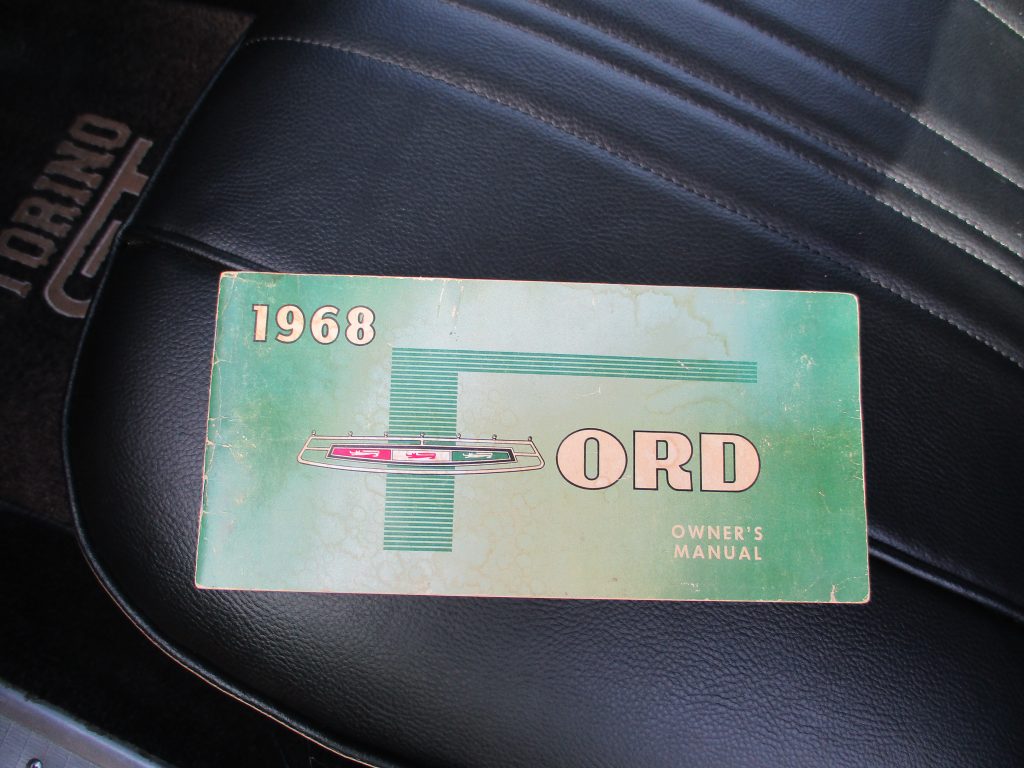 TORINO
GT
1968
FORD
OWNER'S
MANUAL